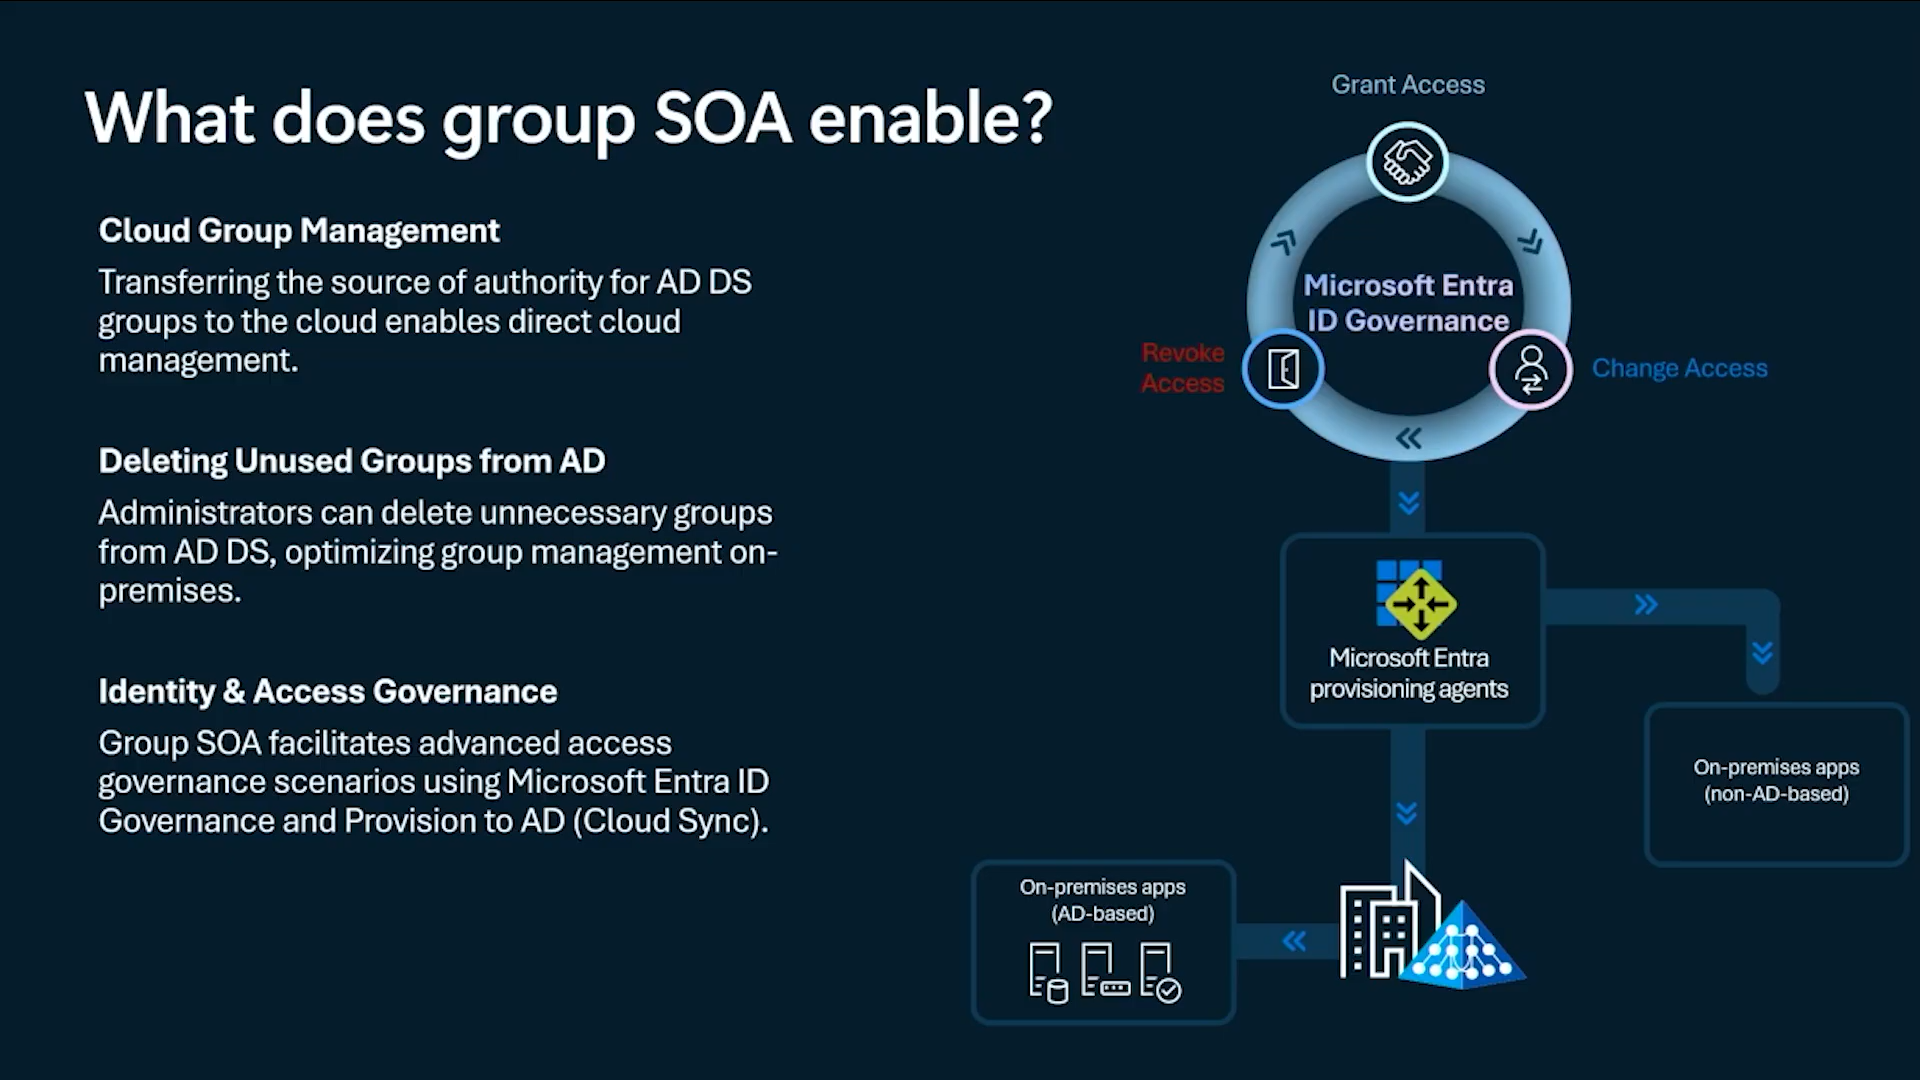 What does group SOA enable?
Cloud Group Management
Transferring the source of authority for AD DS
groups to the cloud enables direct cloud
management.
Deleting Unused Groups from AD
Administrators can delete unnecessary groups
from AD DS, optimizing group management on-
premises.
Identity & Access Governance
Group SOA facilitates advanced access
governance scenarios using Microsoft Entra ID
Governance and Provision to AD (Cloud Sync).
Grant Access
Microsoft Entra
ID Governance
Revoke
Access
Change Access
Microsoft Entra
provisioning agents
On-premises apps
(non-AD-based)
On-premises apps
(AD-based)